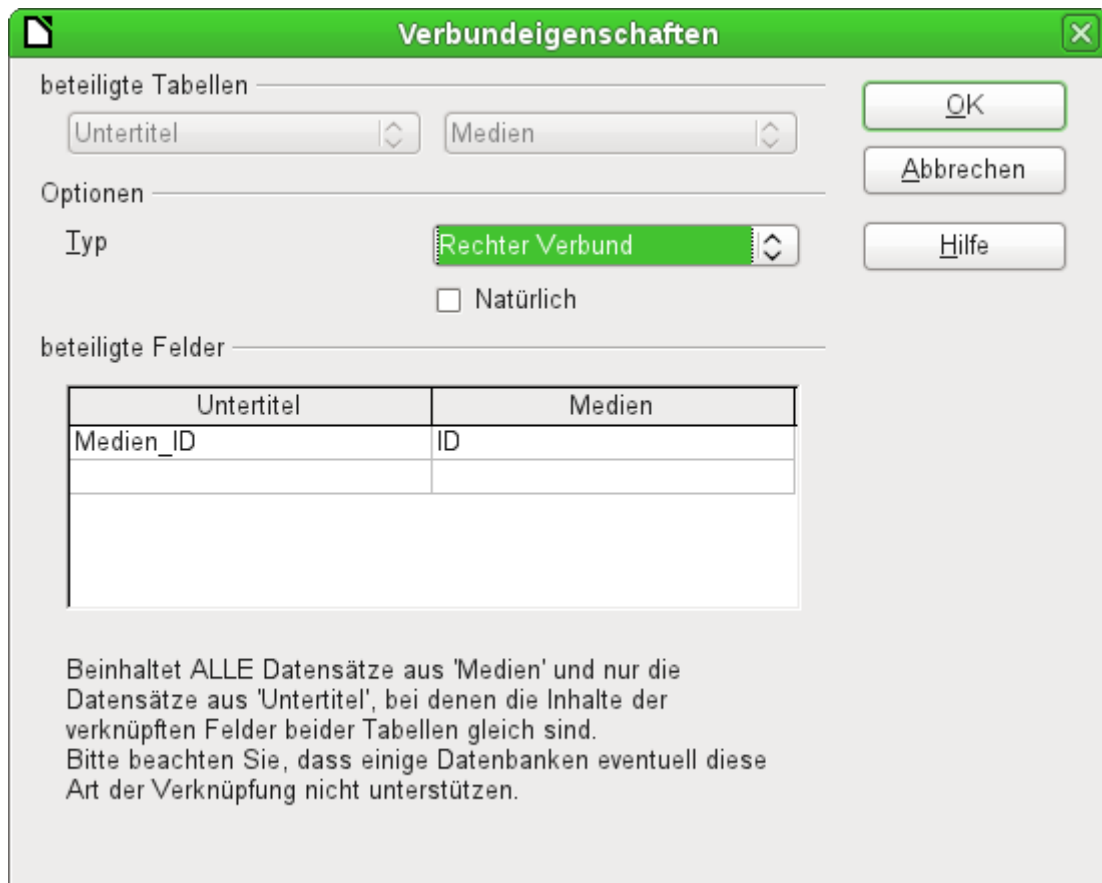 Verbundeigenschaften
beteiligte Tabellen
Untertitel Medien
OK
Abbrechen
Hilfe
Optionen
Typ Rechter Verbund
Natürlich
beteiligte Felder
Untertitel Medien
Medien_ID ID
Beinhaltet ALLE Datensätze aus 'Medien' und nur die
Datensätze aus 'Untertitel', bei denen die Inhalte der
verknüpften Felder beider Tabellen gleich sind.
Bitte beachten Sie, dass einige Datenbanken eventuell diese
Art der Verknüpfung nicht unterstützen.